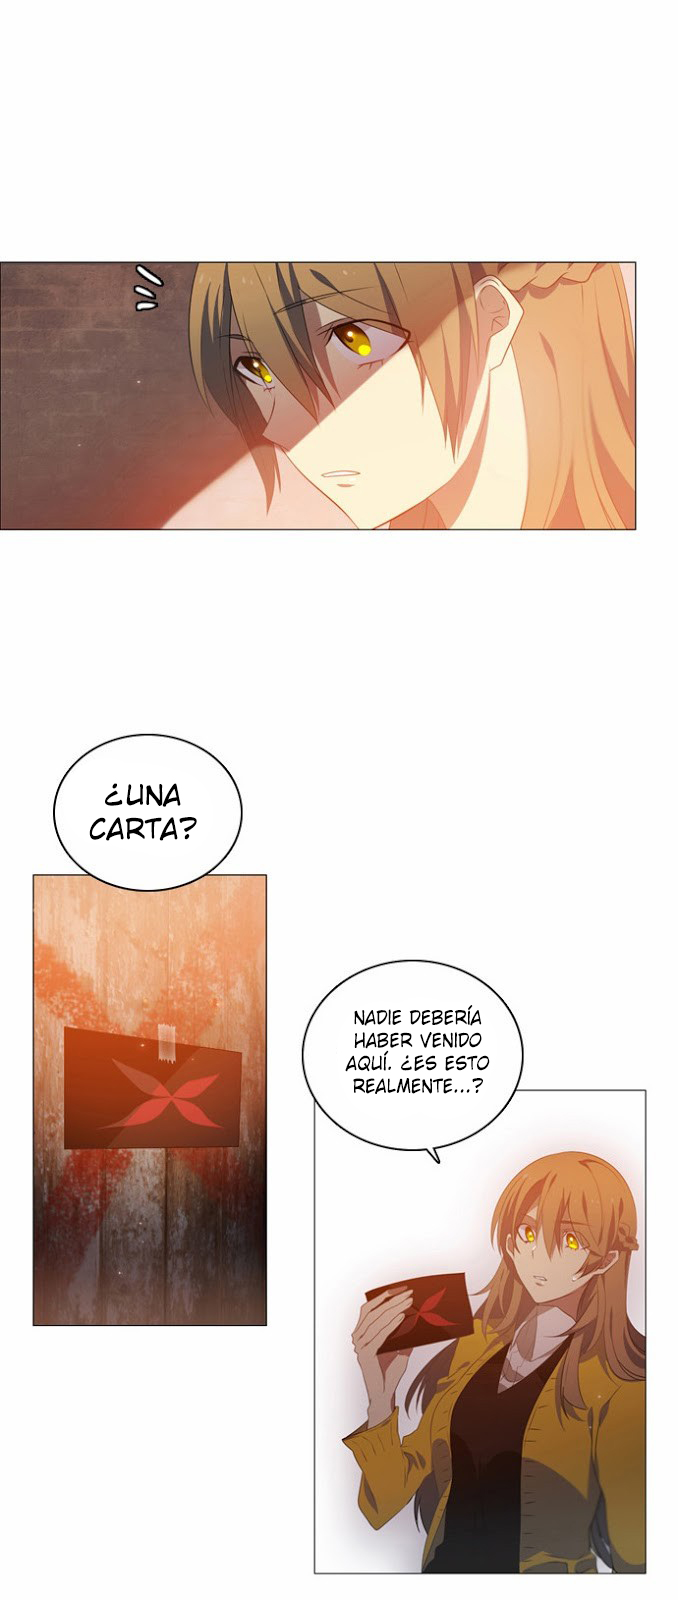 ¿UNA
CARTA?
NADIE DEBERÍA
HABER VENIDO
AQUÍ. ¿ES ESTO
REALMENTE...?